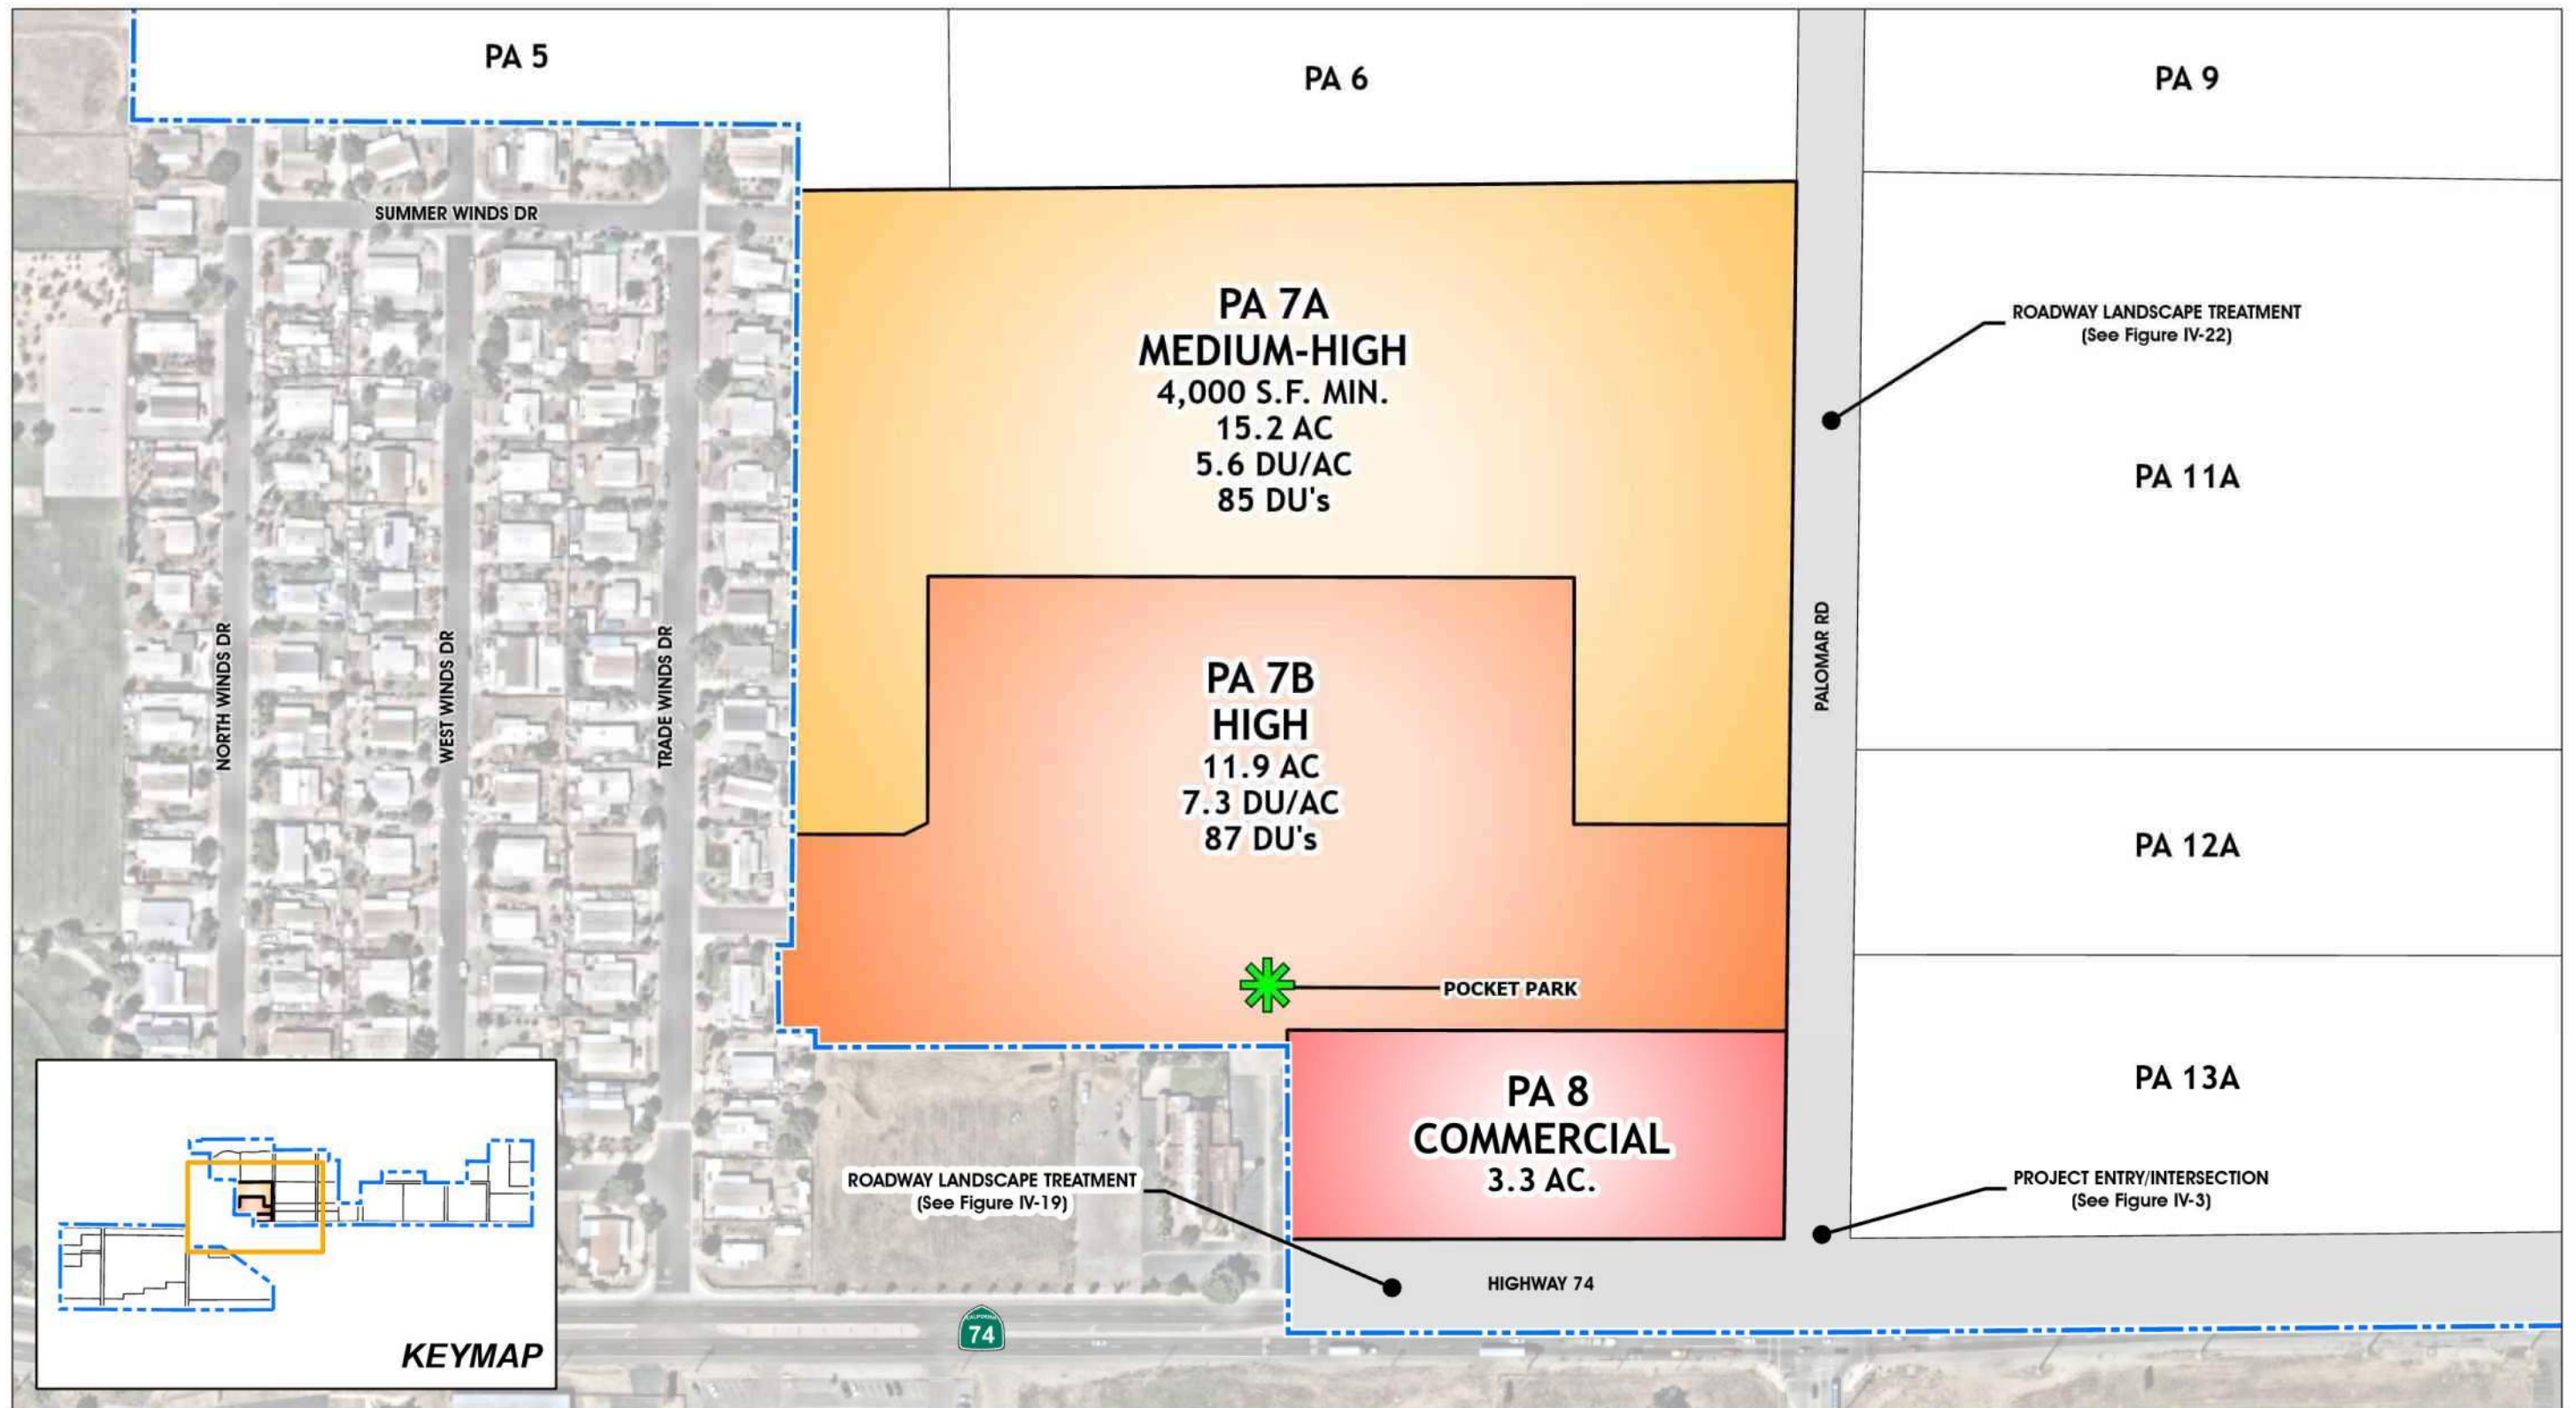 PA 5
PA 6
PA 9
SUMMER WINDS DR
PA 7A
MEDIUM-HIGH
4,000 S.F. MIN.
15.2 AC
5.6 DU/AC
85 DU's
ROADWAY LANDSCAPE TREATMENT
(See Figure IV-22)
PA 11A
NORTH WINDS DR
WEST WINDS DR
TRADE WINDS DR
PALOMAR RD
PA 7B
HIGH
11.9 AC
7.3 DU/AC
87 DU's
PA 12A
POCKET PARK
PA 8
COMMERCIAL
3.3 AC.
PA 13A
ROADWAY LANDSCAPE TREATMENT
(See Figure IV-19)
PROJECT ENTRY/INTERSECTION
(See Figure IV-3)
HIGHWAY 74
CALIFORNIA
74
KEYMAP